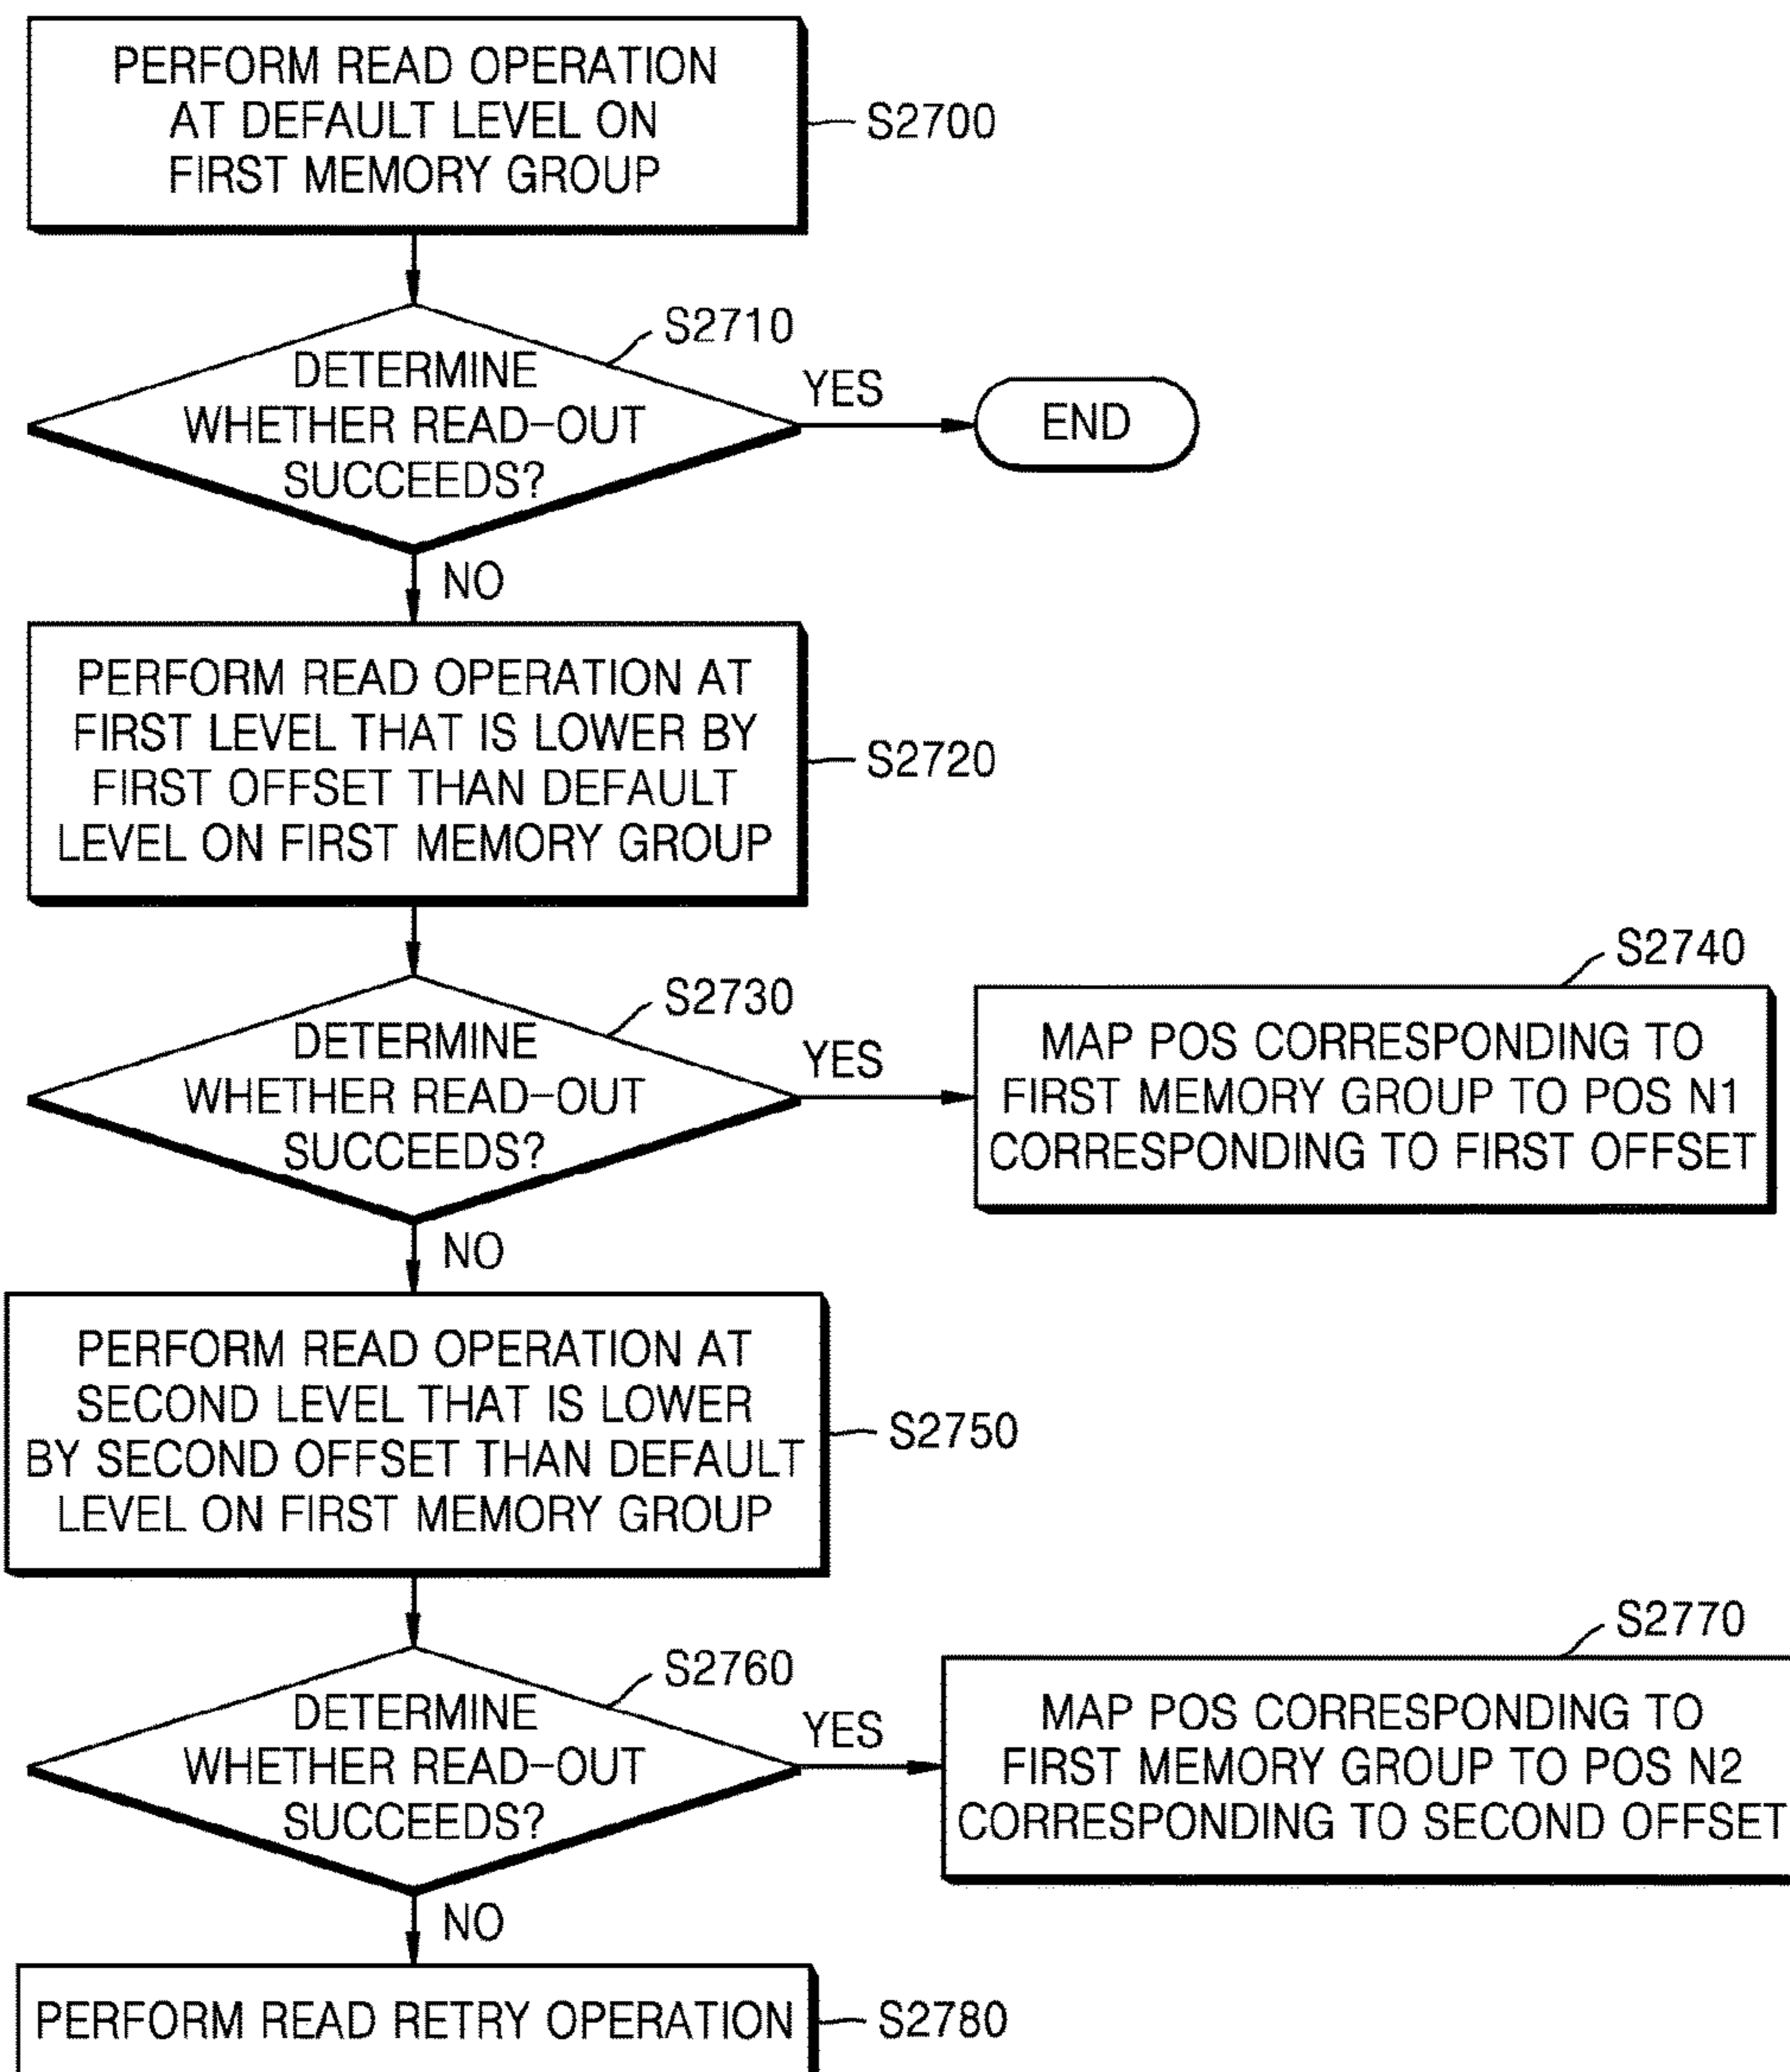 PERFORM READ OPERATION
AT DEFAULT LEVEL ON
FIRST MEMORY GROUP
S2700
S2710
DETERMINE
WHETHER READ-OUT
SUCCEEDS?
YES
END
NO
PERFORM READ OPERATION AT
FIRST LEVEL THAT IS LOWER BY
FIRST OFFSET THAN DEFAULT
LEVEL ON FIRST MEMORY GROUP
S2720
S2730
DETERMINE
WHETHER READ-OUT
SUCCEEDS?
YES
S2740
MAP POS CORRESPONDING TO
FIRST MEMORY GROUP TO POS N1
CORRESPONDING TO FIRST OFFSET
NO
PERFORM READ OPERATION AT
SECOND LEVEL THAT IS LOWER
BY SECOND OFFSET THAN DEFAULT
LEVEL ON FIRST MEMORY GROUP
S2750
S2760
DETERMINE
WHETHER READ-OUT
SUCCEEDS?
YES
S2770
MAP POS CORRESPONDING TO
FIRST MEMORY GROUP TO POS N2
CORRESPONDING TO SECOND OFFSET
NO
PERFORM READ RETRY OPERATION
S2780